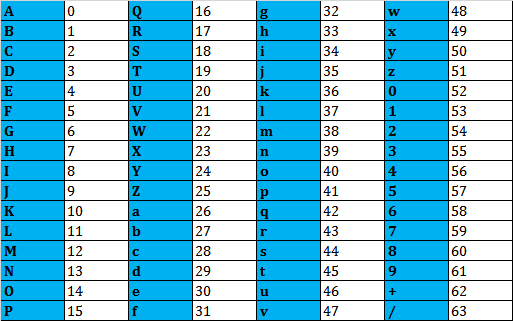 A 0 Q 16 g 32 w 48
B 1 R 17 h 33 x 49
C 2 S 18 i 34 y 50
D 3 T 19 j 35 z 51
E 4 U 20 k 36 0 52
F 5 V 21 l 37 1 53
G 6 W 22 m 38 2 54
H 7 X 23 n 39 3 55
I 8 Y 24 o 40 4 56
J 9 Z 25 p 41 5 57
K 10 a 26 q 42 6 58
L 11 b 27 r 43 7 59
M 12 c 28 s 44 8 60
N 13 d 29 t 45 9 61
O 14 e 30 u 46 + 62
P 15 f 31 v 47 / 63